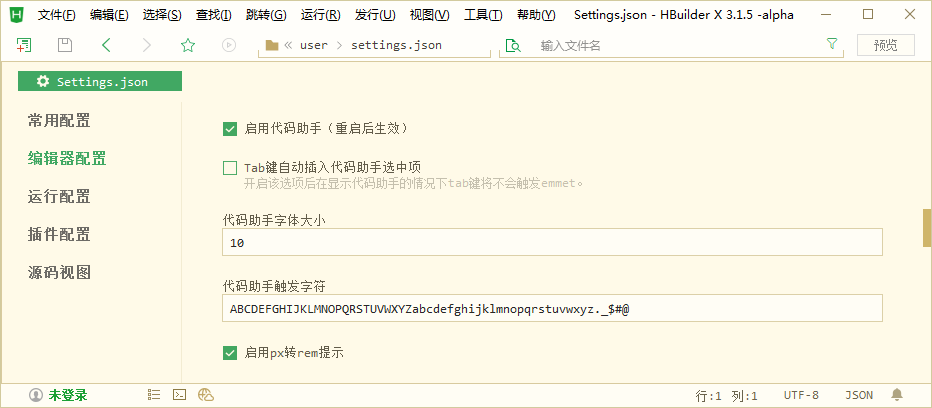 文件(F) 编辑(E) 选择(S) 查找(I) 跳转(G) 运行(R) 发行(U) 视图(V) 工具(T) 帮助(Y) Settings.json - HBuilder X 3.1.5 -alpha
user settings.json 输入文件名 预览
Settings.json
常用配置
编辑器配置
运行配置
插件配置
源码视图
启用代码助手（重启后生效）
Tab键自动插入代码助手选中项
开启该选项后在显示代码助手的情况下tab键将不会触发emmet。
代码助手字体大小
10
代码助手触发字符
ABCDEFGHIJKLMNOPQRSTUVWXYZabcdefghijklmnopqrstuvwxyz._$#@
启用px转rem提示
未登录 行:1 列:1 UTF-8 JSON